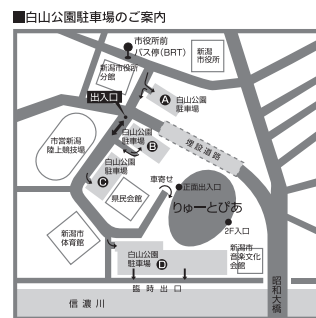 ■白山公園駐車場のご案内
市役所前
バス停(BRT)
新潟
市役所
新潟市役所
分館
出入口
A
白山公園
駐車場
市営新潟
陸上競技場
白山公園
駐車場
B
埋設道路
白山公園
駐車場
C
車寄せ
正面出入口
県民会館
りゅーとぴあ
2F入口
新潟市
体育館
白山公園
駐車場
D
新潟市
音楽文化
会館
臨時出口
昭和大橋
信濃川